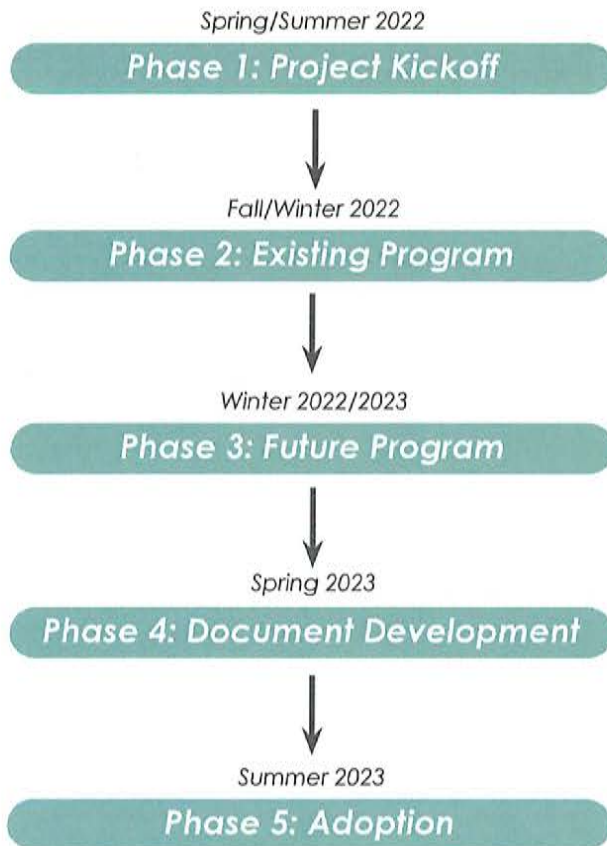 Spring/Summer 2022
Phase 1: Project Kickoff
Fall/Winter 2022
Phase 2: Existing Program
Winter 2022/2023
Phase 3: Future Program
Spring 2023
Phase 4: Document Development
Summer 2023
Phase 5: Adoption